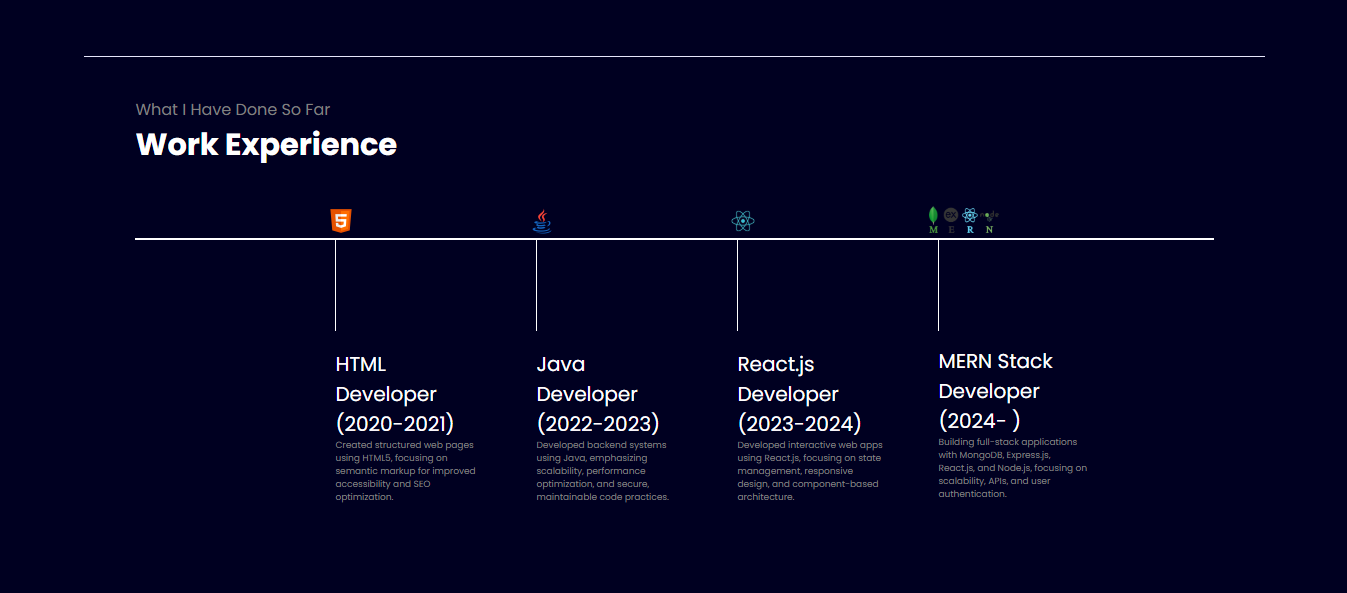 What I Have Done So Far
Work Experience
5
ex
node
M E R N
HTML
Developer
(2020-2021)
Created structured web pages
using HTML5, focusing on
semantic markup for improved
accessibility and SEO
optimization.
Java
Developer
(2022-2023)
Developed backend systems
using Java, emphasizing
scalability, performance
optimization, and secure,
maintainable code practices.
React.js
Developer
(2023-2024)
Developed interactive web apps
using React.js, focusing on state
management, responsive
design, and component-based
architecture.
MERN Stack
Developer
(2024- )
Building full-stack applications
with MongoDB, Express.js,
React.js, and Node.js, focusing on
scalability, APIs, and user
authentication.